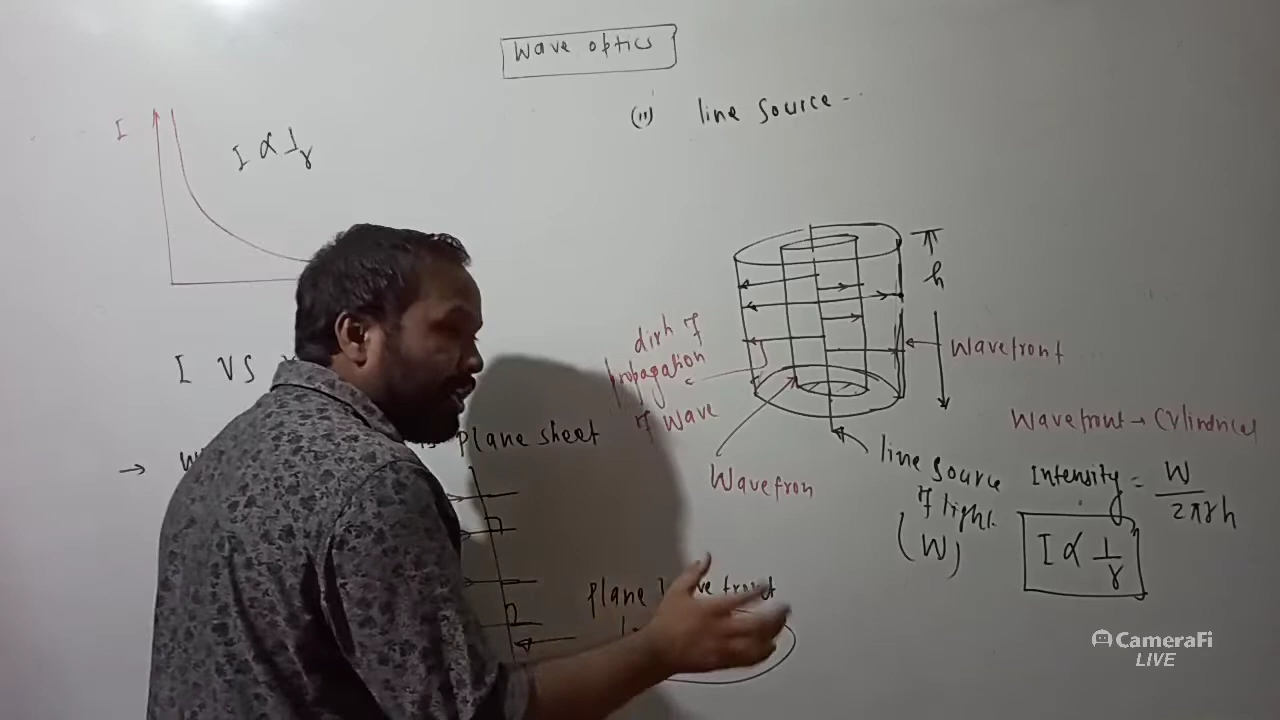 Wave optics
(ii) line source--
I
I ∝ 1/r
h
dirn of
propagation
of wave
Wavefront
Wavefront → Cylindrical
I VS
→
plane sheet
Wavefron
line source
of light
(W)
Intensity = W/2πrh
I ∝ 1/r
plane
front
CameraFi
LIVE